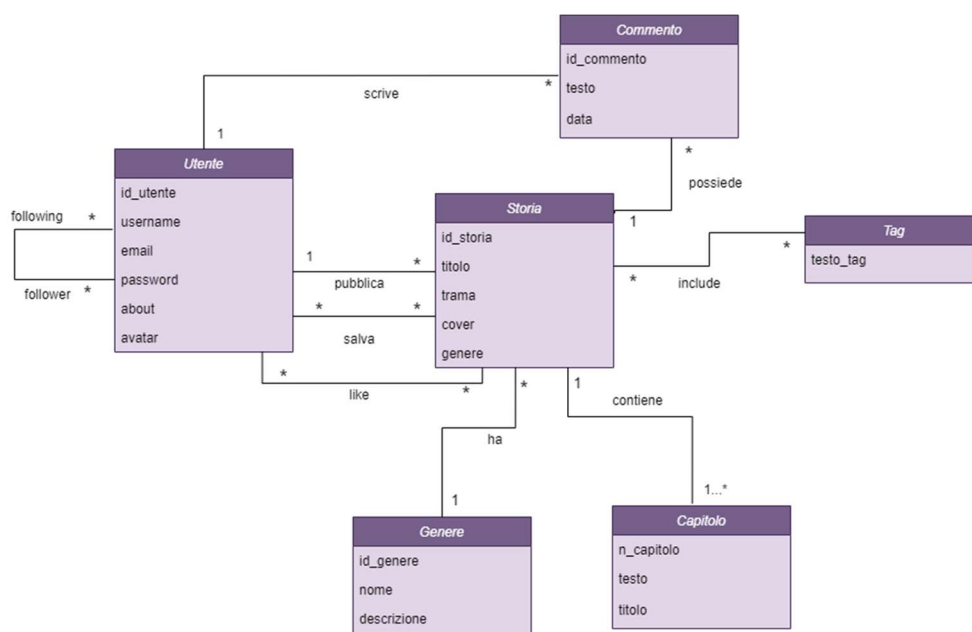 Commento
id_commento
testo
data
scrive
*
1
*
possiede
1
Utente
id_utente
username
email
password
about
avatar
following
*
follower
*
1
*
pubblica
*
*
salva
*
*
like
Storia
id_storia
titolo
trama
cover
genere
*
*
include
Tag
testo_tag
*
1
contiene
ha
1
1...*
Genere
id_genere
nome
descrizione
Capitolo
n_capitolo
testo
titolo